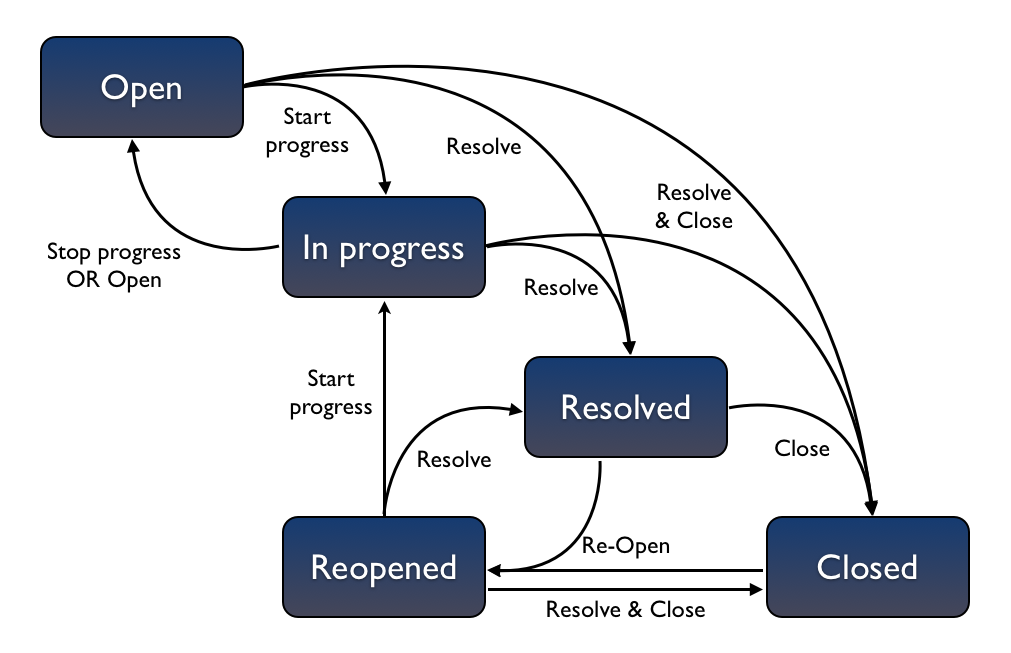 Open
Start
progress
Resolve
Resolve
& Close
In progress
Stop progress
OR Open
Resolve
Start
progress
Resolved
Resolve
Close
Re-Open
Reopened
Closed
Resolve & Close